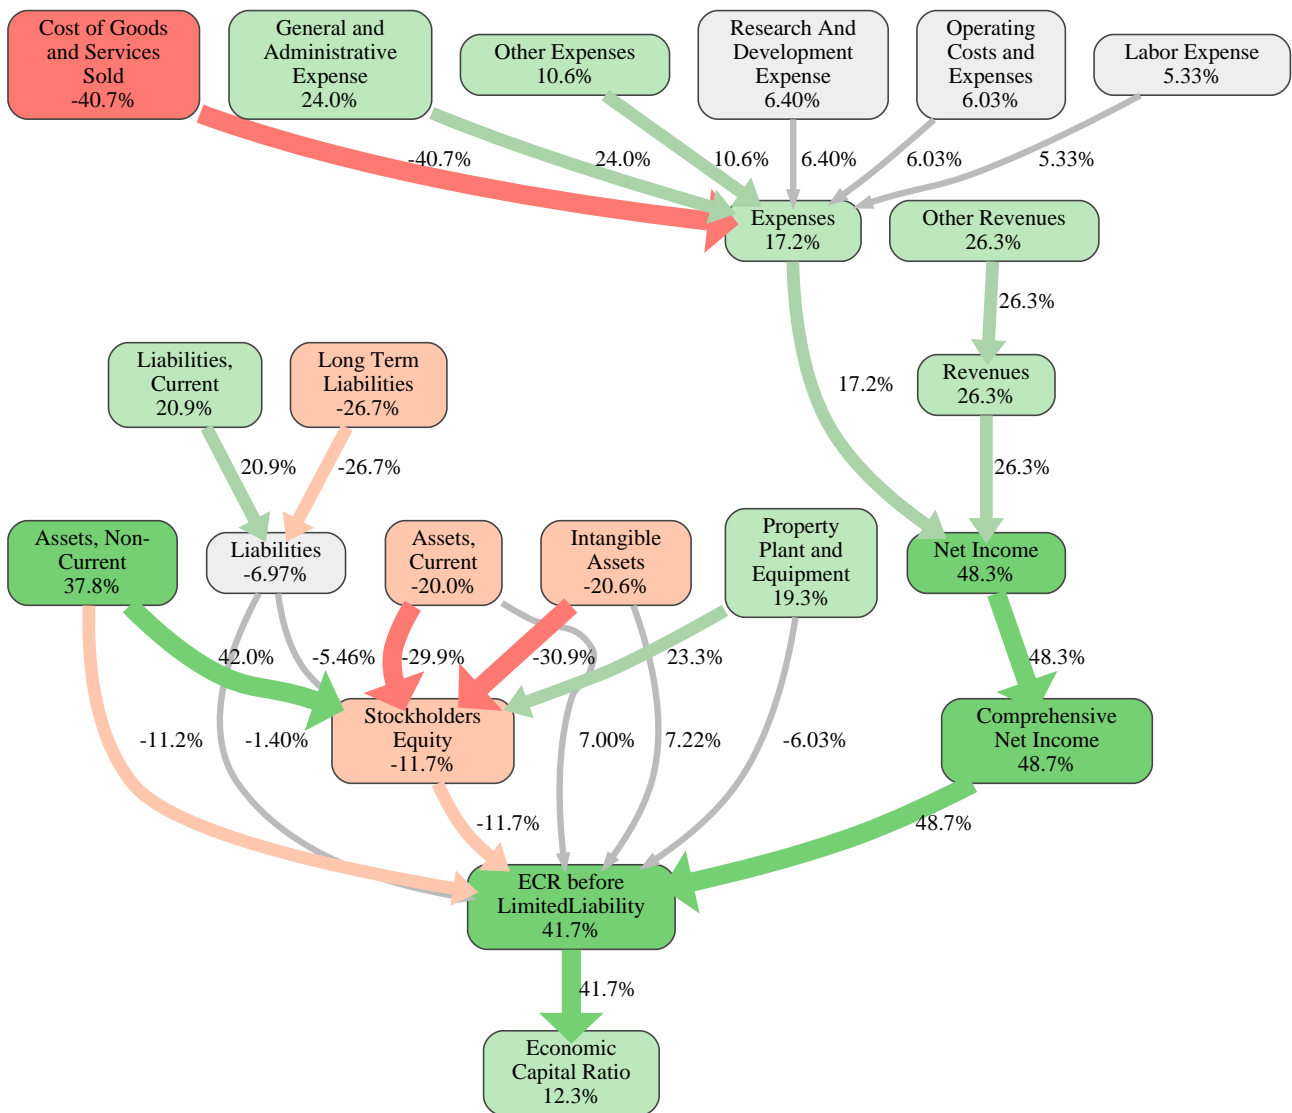 Cost of Goods
and Services
Sold
-40.7%
General and
Administrative
Expense
24.0%
Other Expenses
10.6%
Research And
Development
Expense
6.40%
Operating
Costs and
Expenses
6.03%
Labor Expense
5.33%
-40.7%
24.0%
10.6%
6.40%
6.03%
5.33%
Expenses
17.2%
Other Revenues
26.3%
26.3%
Liabilities,
Current
20.9%
Long Term
Liabilities
-26.7%
17.2%
Revenues
26.3%
20.9%
-26.7%
26.3%
Assets, Non-
Current
37.8%
Liabilities
-6.97%
Assets,
Current
-20.0%
Intangible
Assets
-20.6%
Property
Plant and
Equipment
19.3%
Net Income
48.3%
42.0%
-5.46%
-29.9%
-30.9%
23.3%
48.3%
-11.2%
-1.40%
Stockholders
Equity
-11.7%
7.00%
7.22%
-6.03%
Comprehensive
Net Income
48.7%
-11.7%
48.7%
ECR before
LimitedLiability
41.7%
41.7%
Economic
Capital Ratio
12.3%